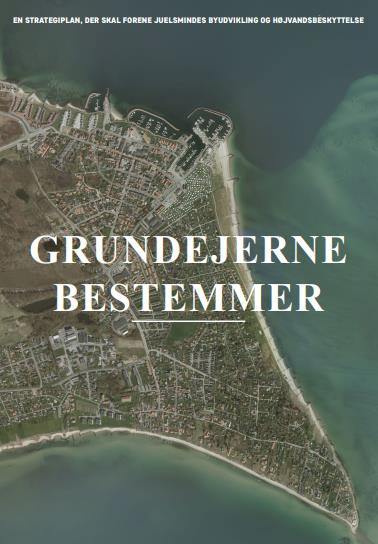 EN STRATEGIPLAN, DER SKAL FORENE JUELSMINDES BYUDVIKLING OG HØJVANDSBESKYTTELSE
GRUNDEJERNE
BESTEMMER